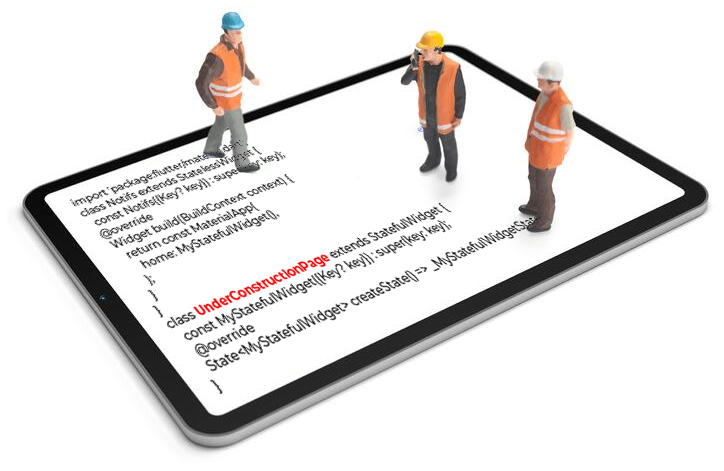 import 'package:flutter/material.dart';
class Notifs extends StatelessWidget {
const Notifs({Key? key}) : super(key: key);
@override
Widget build(BuildContext context) {
return const MaterialApp(
home: MyStatefulWidget(),
);
}
}
class UnderConstructionPage extends StatefulWidget {
const MyStatefulWidget({Key? key}) : super(key: key);
@override
State<MyStatefulWidget> createState() => _MyStatefulWidgetState
}